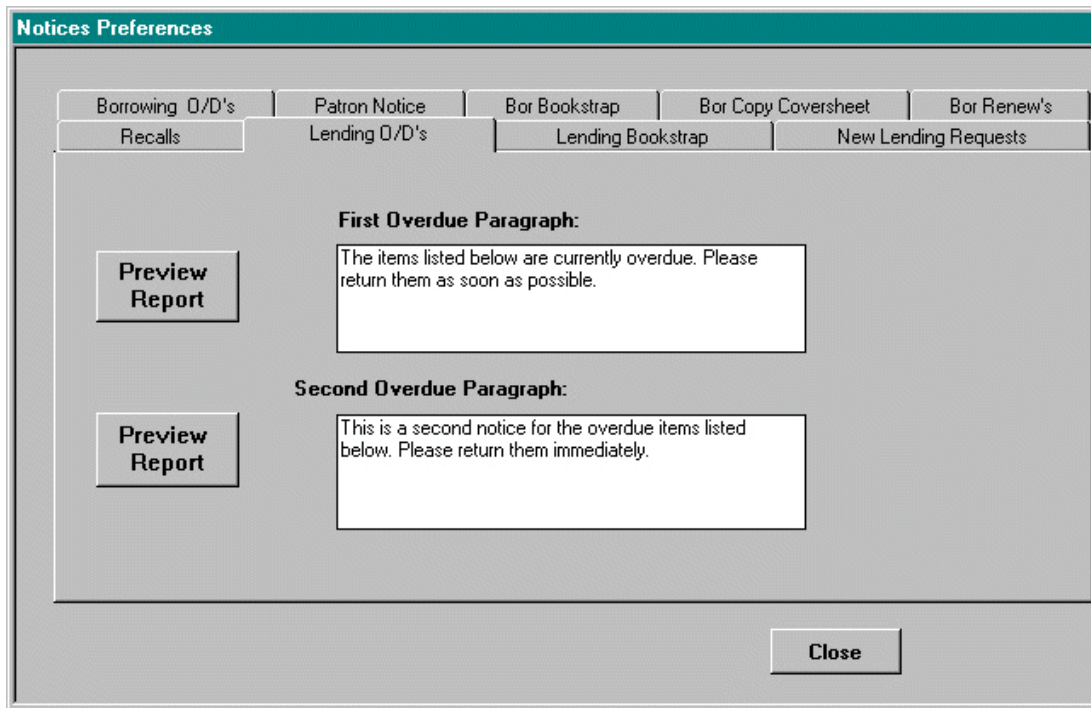 Notices Preferences
Borrowing O/D's Patron Notice Bor Bookstrap Bor Copy Coversheet Bor Renew's
Recalls Lending O/D's Lending Bookstrap New Lending Requests
First Overdue Paragraph:
Preview
Report
The items listed below are currently overdue. Please
return them as soon as possible.
Second Overdue Paragraph:
Preview
Report
This is a second notice for the overdue items listed
below. Please return them immediately.
Close